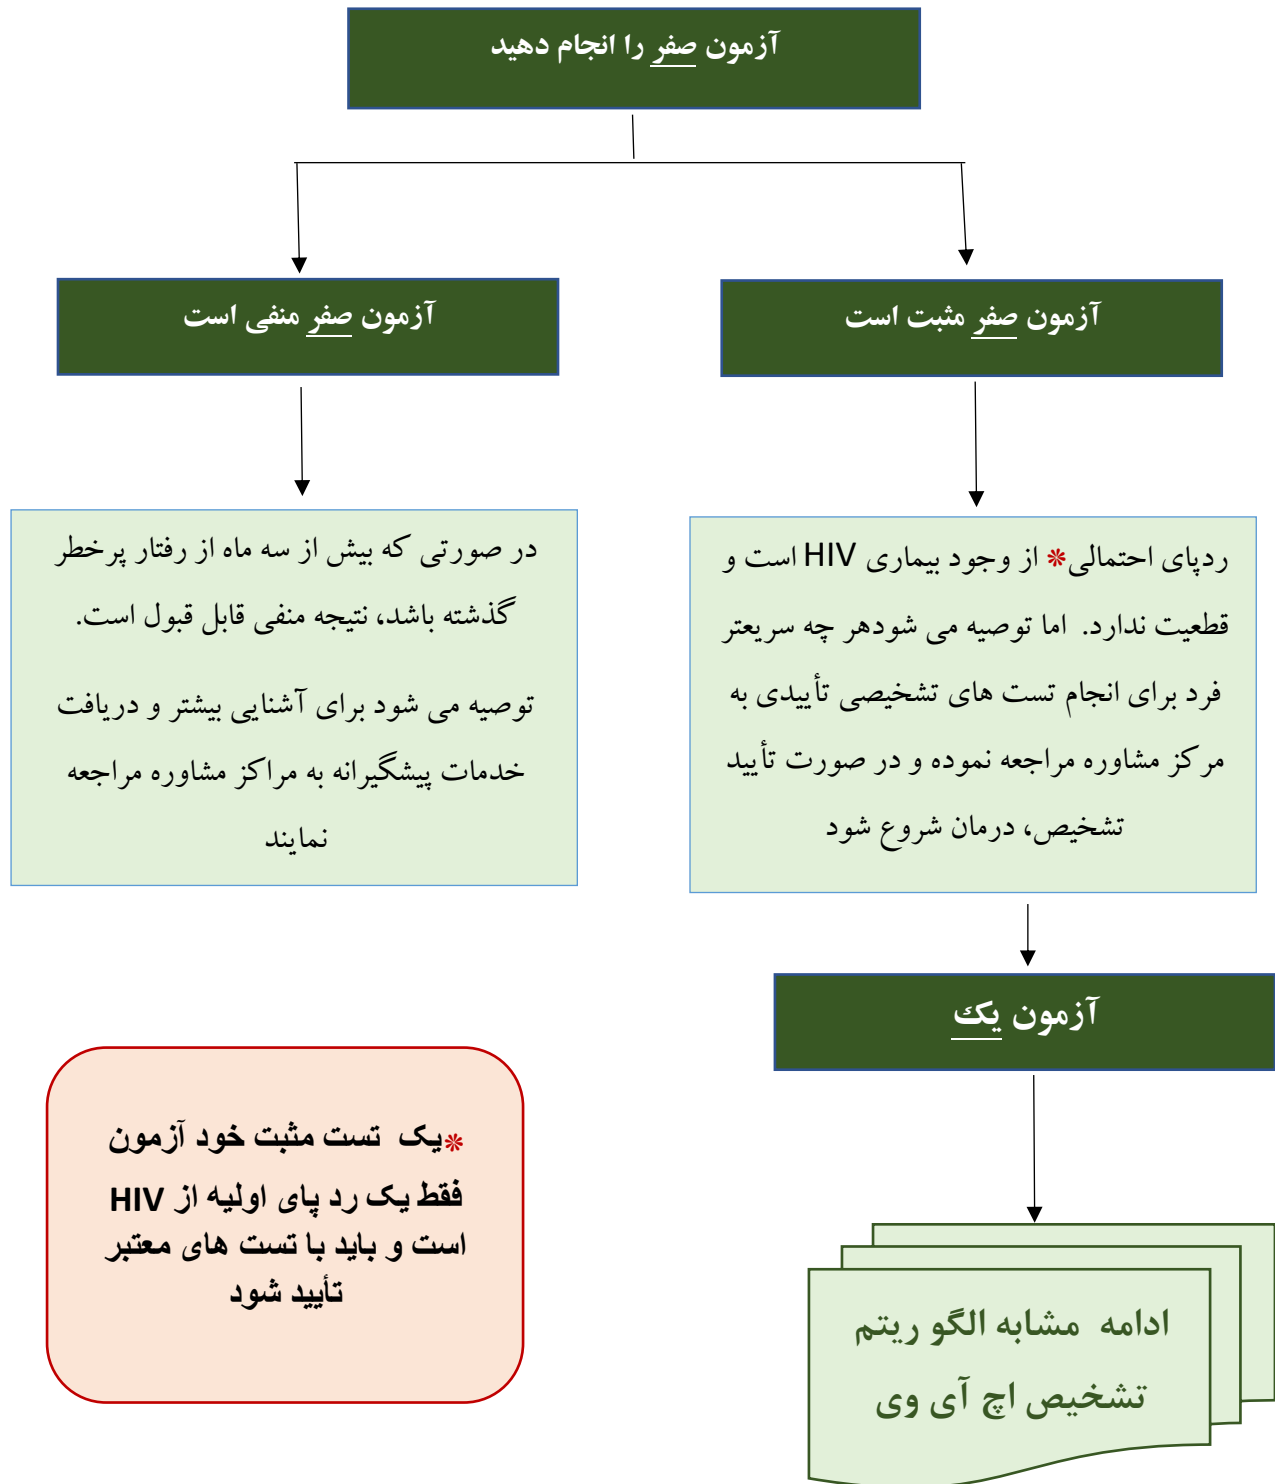 آزمون صفر را انجام دهید
آزمون صفر مثبت است
آزمون صفر منفی است
ردپای احتمالی* از وجود بیماری HIV است و
قطعیت ندارد. اما توصیه می شودهر چه سریعتر
فرد برای انجام تست های تشخیصی تأییدی به
مرکز مشاوره مراجعه نموده و در صورت تأیید
تشخیص، درمان شروع شود
در صورتی که بیش از سه ماه از رفتار پرخطر
گذشته باشد، نتیجه منفی قابل قبول است.
توصیه می شود برای آشنایی بیشتر و دریافت
خدمات پیشگیرانه به مراکز مشاوره مراجعه
نمایند
آزمون یک
*یک تست مثبت خود آزمون
فقط یک رد پای اولیه از HIV
است و باید با تست های معتبر
تأیید شود
ادامه مشابه الگو ریتم
تشخیص اچ آی وی